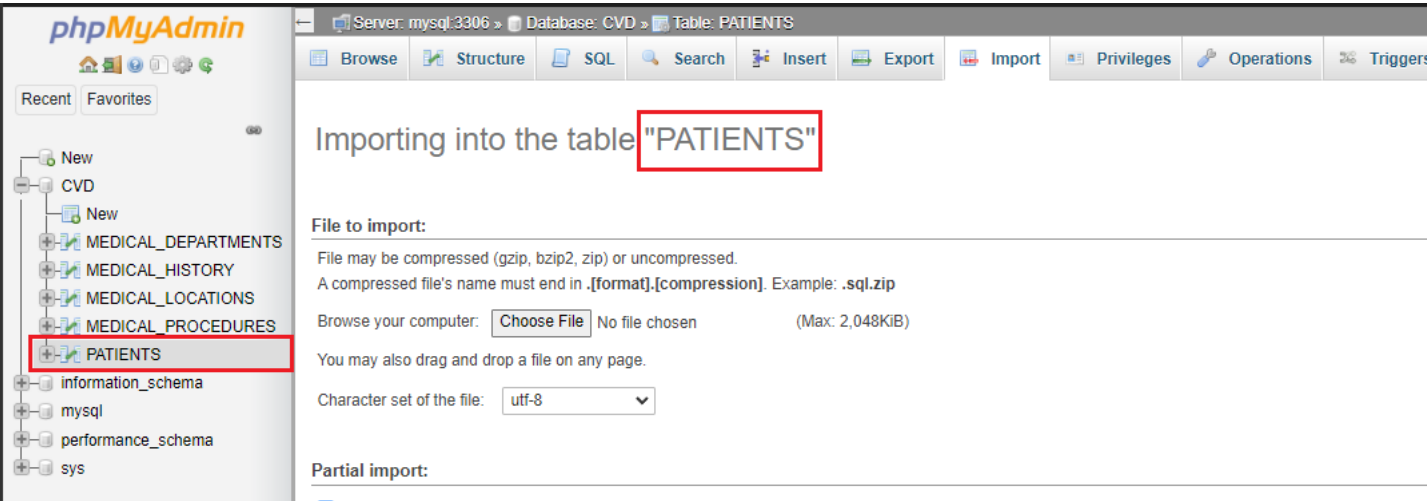 phpMyAdmin
Recent Favorites
New
CVD
New
MEDICAL_DEPARTMENTS
MEDICAL_HISTORY
MEDICAL_LOCATIONS
MEDICAL_PROCEDURES
PATIENTS
information_schema
mysql
performance_schema
sys
Server: mysql:3306 » Database: CVD » Table: PATIENTS
Browse Structure SQL Search Insert Export Import Privileges Operations Triggers
Importing into the table "PATIENTS"
File to import:
File may be compressed (gzip, bzip2, zip) or uncompressed.
A compressed file's name must end in .[format].[compression]. Example: .sql.zip
Browse your computer: Choose File No file chosen (Max: 2,048KiB)
You may also drag and drop a file on any page.
Character set of the file: utf-8
Partial import: